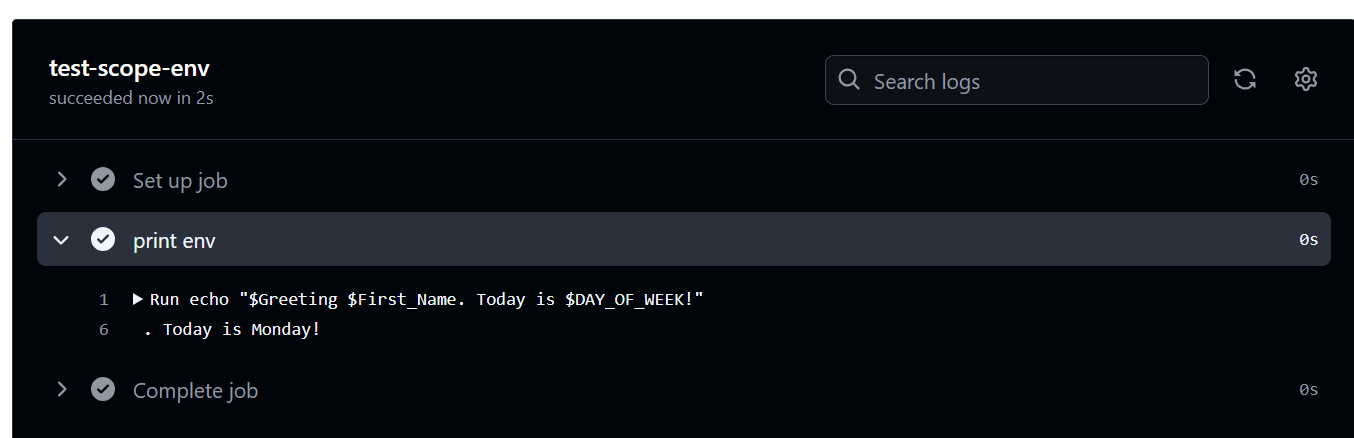 test-scope-env
succeeded now in 2s
Search logs
Set up job 0s
print env 0s
1 Run echo "$Greeting $First_Name. Today is $DAY_OF_WEEK!"
6 . Today is Monday!
Complete job 0s